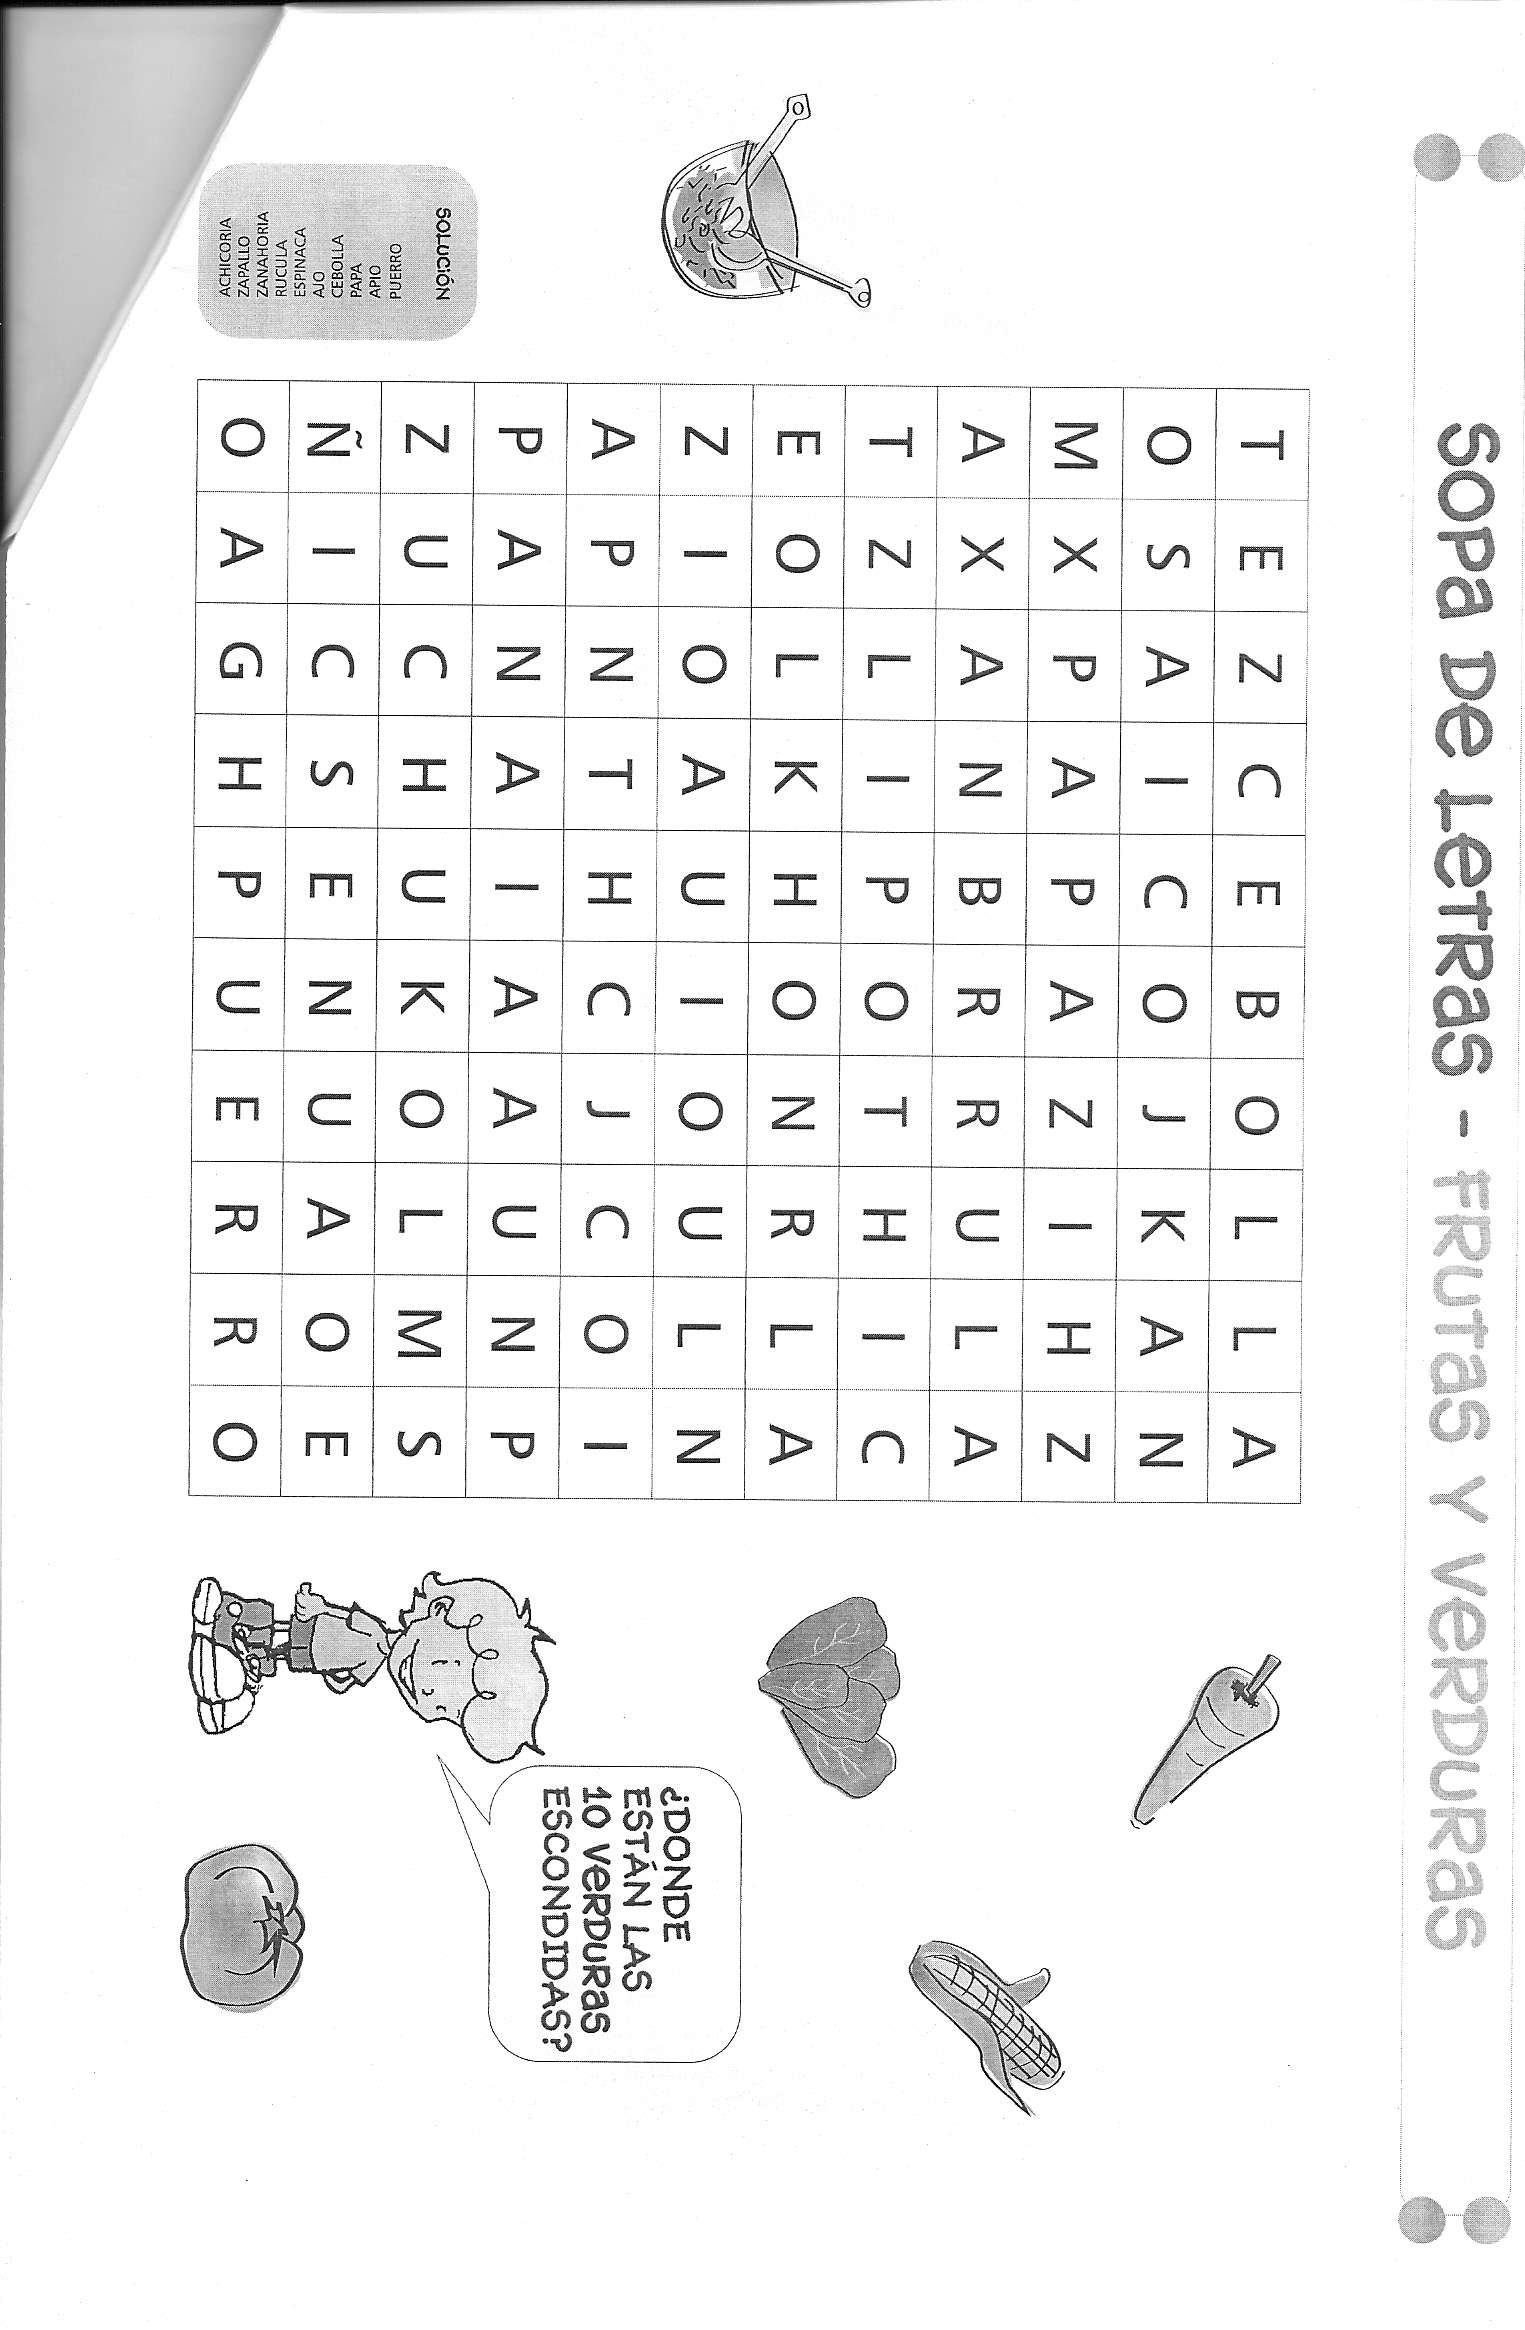 Sopa De Letras - Frutas Y Verduras
T E Z C E B O L L A
O S A I C O J K A N
M X P A P A Z I H Z
A X A N B R R U L A
T Z L I P O T H I C
E O L K H O N R L A
Z I O A U I O U L N
A P N T H C J C O I
P A N A I A A U N P
Z U C H U K O L M S
Ñ I C S E N U A O E
O A G H P U E R R O
¿DONDE
ESTÁN LAS
10 VERDURAS
ESCONDIDAS?
SOLUCIÓN
ACHICORIA
ZAPALLO
ZANAHORIA
RUCULA
ESPINACA
AJO
CEBOLLA
PAPA
APIO
PUERRO